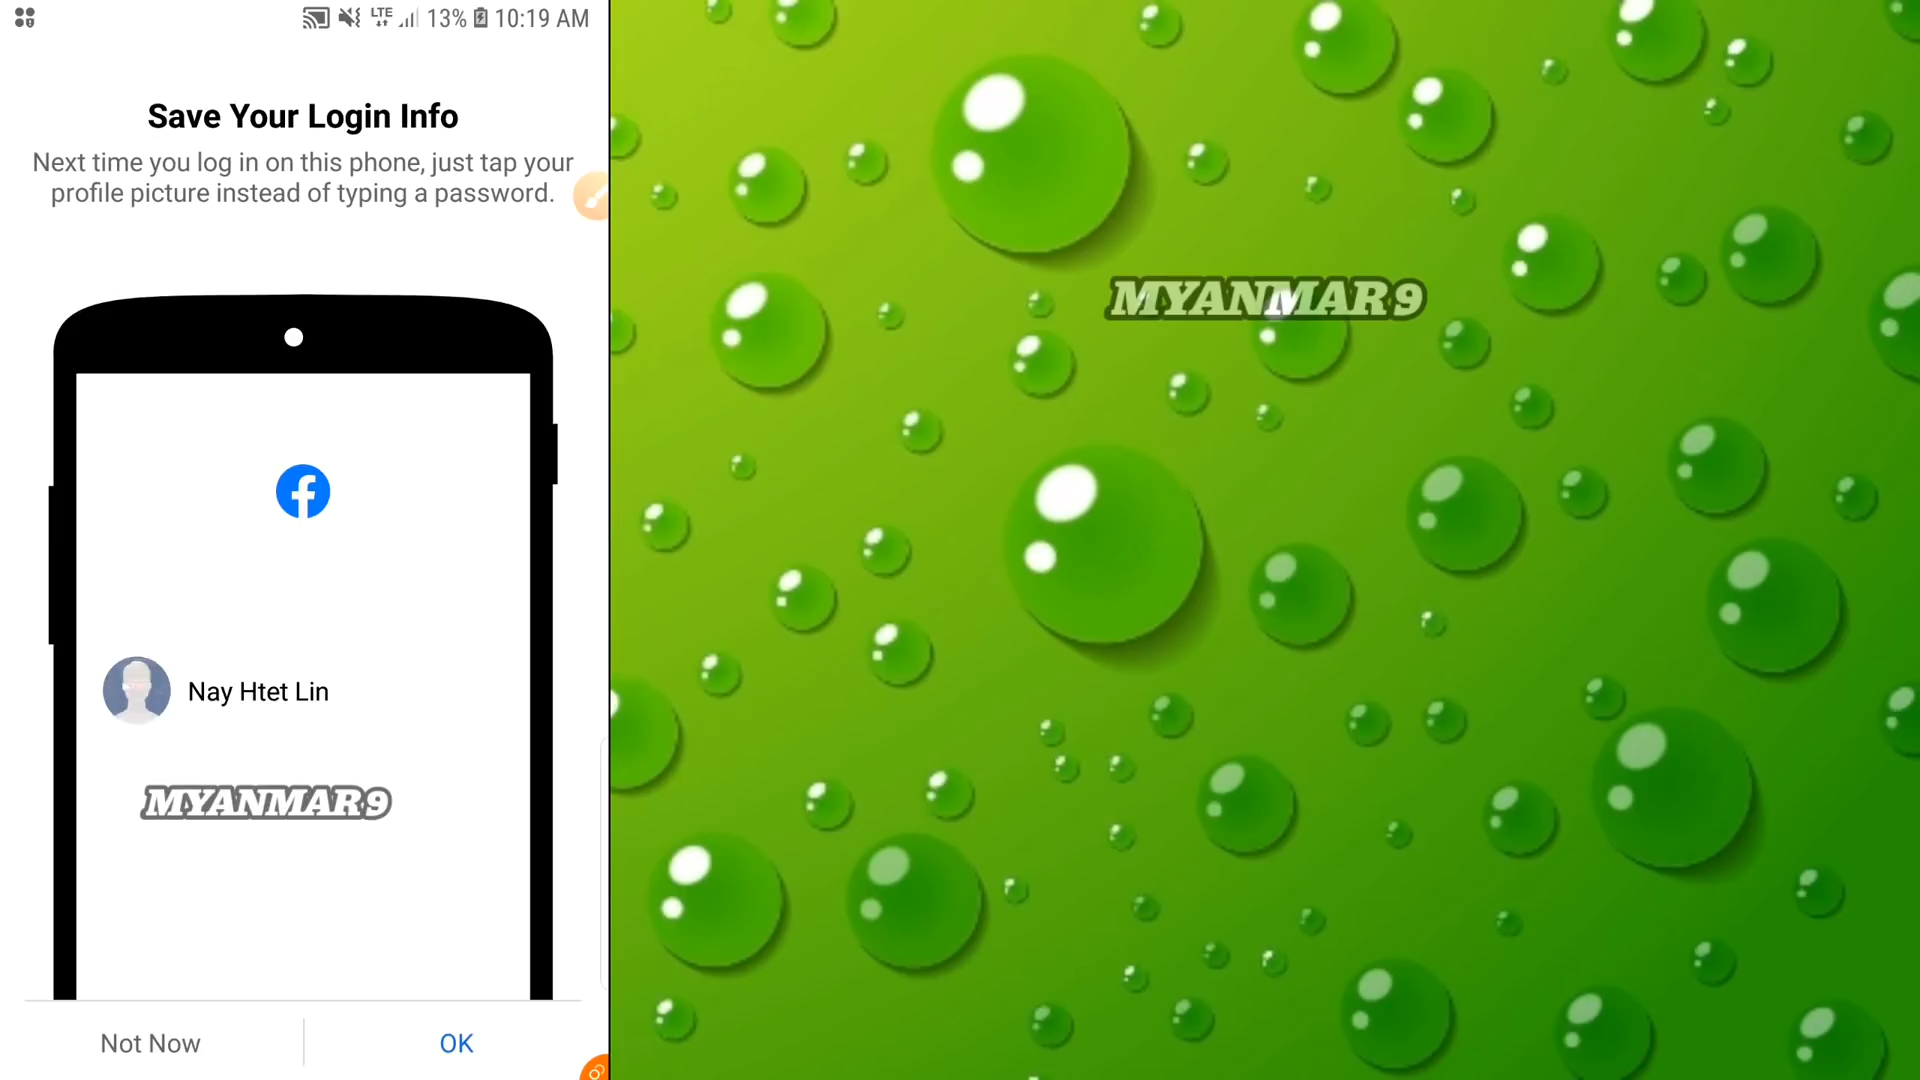 LTE 13% 10:19 AM
Save Your Login Info
Next time you log in on this phone, just tap your
profile picture instead of typing a password.
MYANMAR9
Nay Htet Lin
MYANMAR9
Not Now
OK